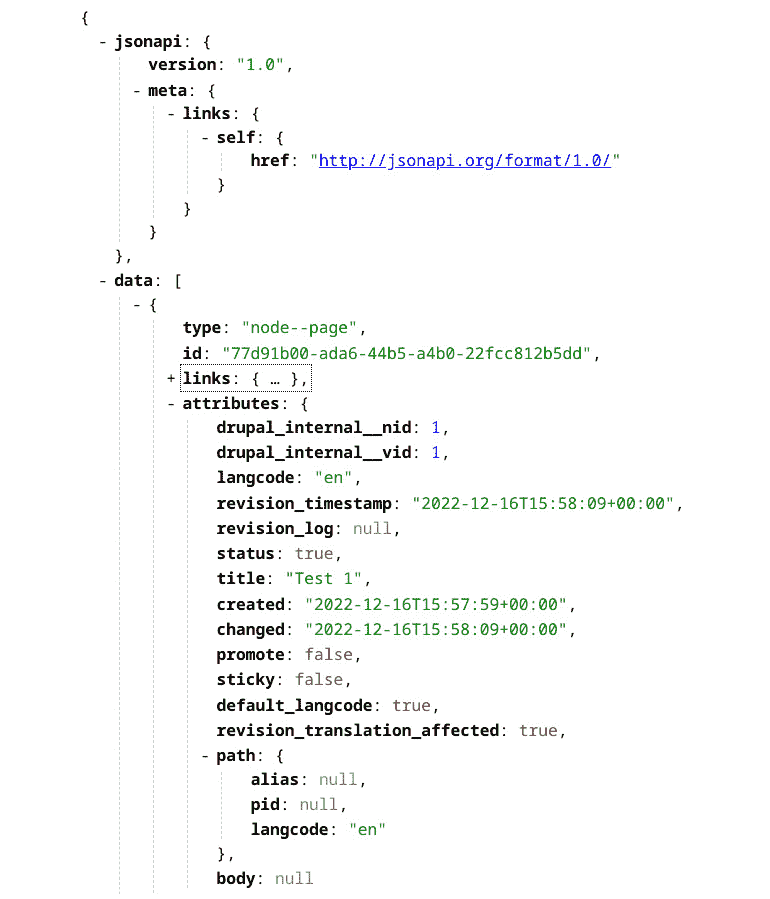 {
- jsonapi: {
version: "1.0",
- meta: {
- links: {
- self: {
href: "http://jsonapi.org/format/1.0/"
}
}
}
},
- data: [
- {
type: "node--page",
id: "77d91b00-ada6-44b5-a4b0-22fcc812b5dd",
+ links: { … },
- attributes: {
drupal_internal__nid: 1,
drupal_internal__vid: 1,
langcode: "en",
revision_timestamp: "2022-12-16T15:58:09+00:00",
revision_log: null,
status: true,
title: "Test 1",
created: "2022-12-16T15:57:59+00:00",
changed: "2022-12-16T15:58:09+00:00",
promote: false,
sticky: false,
default_langcode: true,
revision_translation_affected: true,
- path: {
alias: null,
pid: null,
langcode: "en"
},
body: null